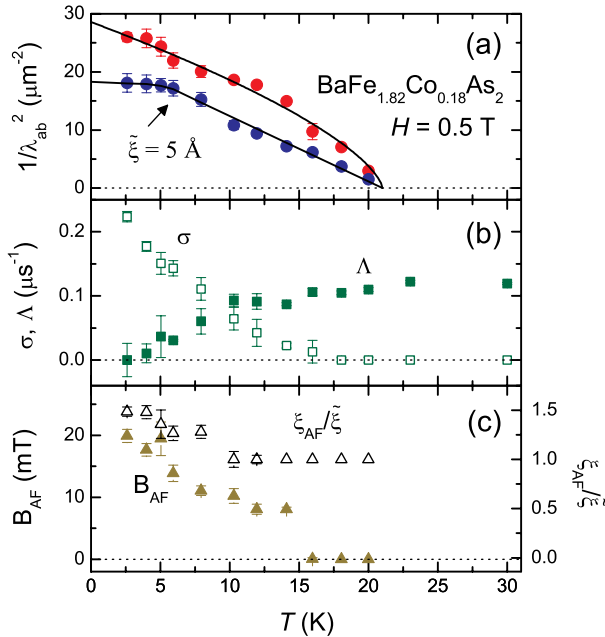 (a)
BaFe1.82Co0.18As2
H = 0.5 T
ξ̃ = 5 Å
1/λab² (μm⁻²)
30
20
10
0
(b)
σ
Λ
σ, Λ (μs⁻¹)
0.2
0.1
0.0
(c)
ξAF/ξ̃
BAF
BAF (mT)
20
10
0
1.5
1.0
0.5
0.0
ξAF/ξ̃
0 5 10 15 20 25 30
T (K)